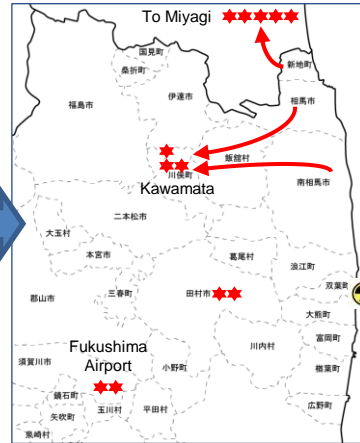 To Miyagi
国見町
桑折町
新地町
福島市
伊達市
相馬市
川俣町
飯舘村
Kawamata
南相馬市
二本松市
大玉村
本宮市
葛尾村
浪江町
双葉町
郡山市
三春町
田村市
大熊町
富岡町
川内村
楢葉町
Fukushima
Airport
須賀川市
小野町
鏡石町
広野町
矢吹町
玉川村
平田村
泉崎村